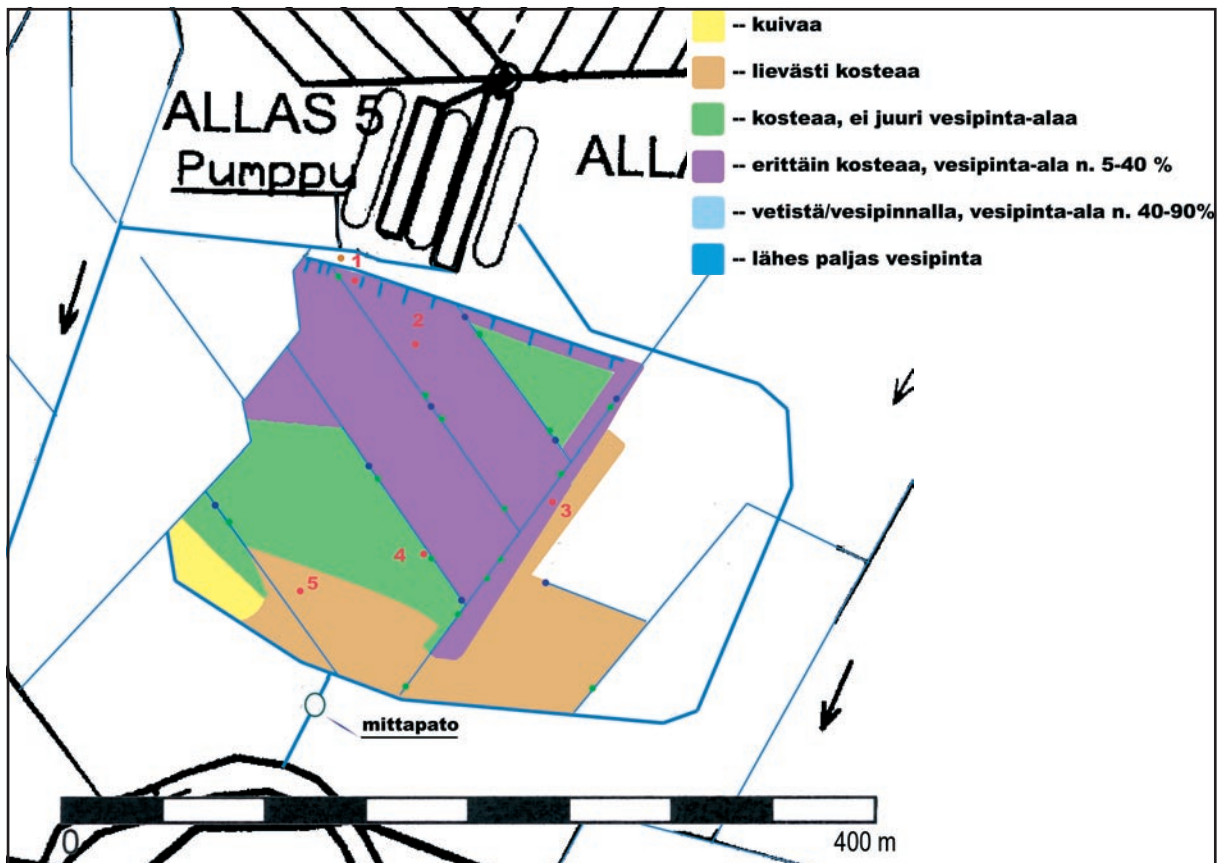 -- kuivaa
-- lievästi kosteaa
-- kosteaa, ei juuri vesipinta-alaa
-- erittäin kosteaa, vesipinta-ala n. 5-40 %
-- vetistä/vesipinnalla, vesipinta-ala n. 40-90%
-- lähes paljas vesipinta
ALLAS 5
Pumppu
ALLA
1
2
3
4
5
mittapato
0
400 m